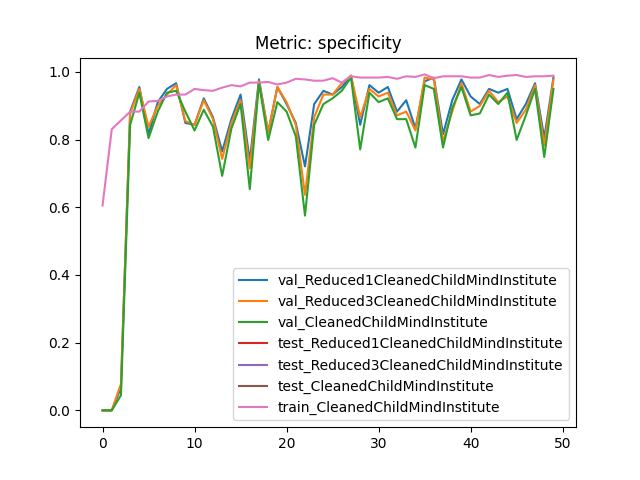 Metric: specificity
1.0
0.8
0.6
0.4
0.2
0.0
0
10
20
30
40
50
val_Reduced1CleanedChildMindInstitute
val_Reduced3CleanedChildMindInstitute
val_CleanedChildMindInstitute
test_Reduced1CleanedChildMindInstitute
test_Reduced3CleanedChildMindInstitute
test_CleanedChildMindInstitute
train_CleanedChildMindInstitute